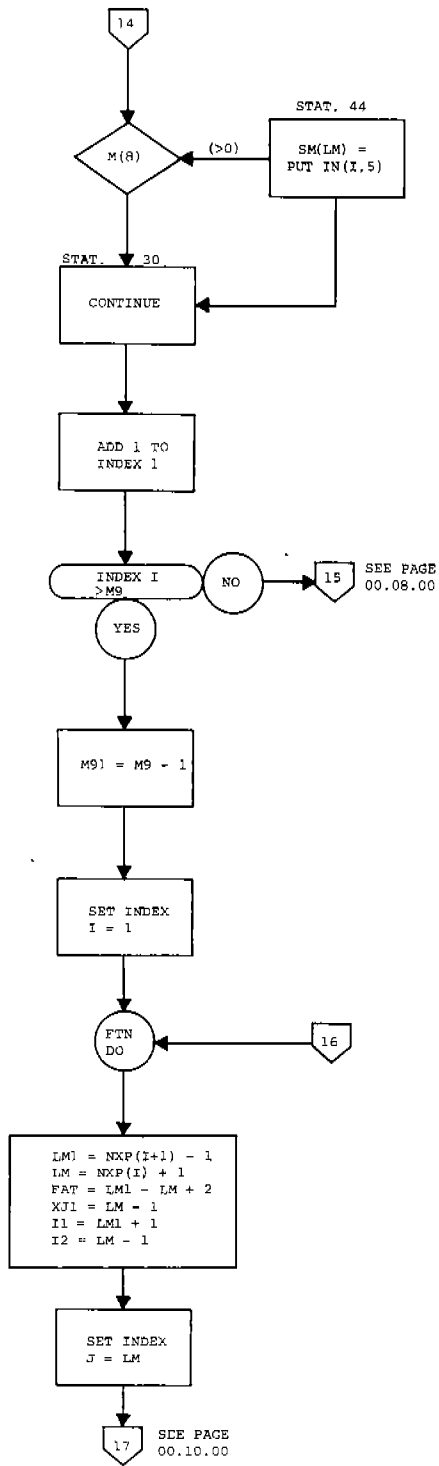 14
STAT. 44
M(8)
(>0)
SM(LM) =
PUT IN(I,5)
STAT. 30
CONTINUE
ADD 1 TO
INDEX 1
INDEX I
>M9
NO
15
SEE PAGE
00.08.00
YES
M91 = M9 - 1
SET INDEX
I = 1
FTN
DO
16
LM1 = NXP(I+1) - 1
LM = NXP(I) + 1
FAT = LM1 - LM + 2
XJ1 = LM - 1
I1 = LM1 + 1
I2 = LM - 1
SET INDEX
J = LM
17
SEE PAGE
00.10.00